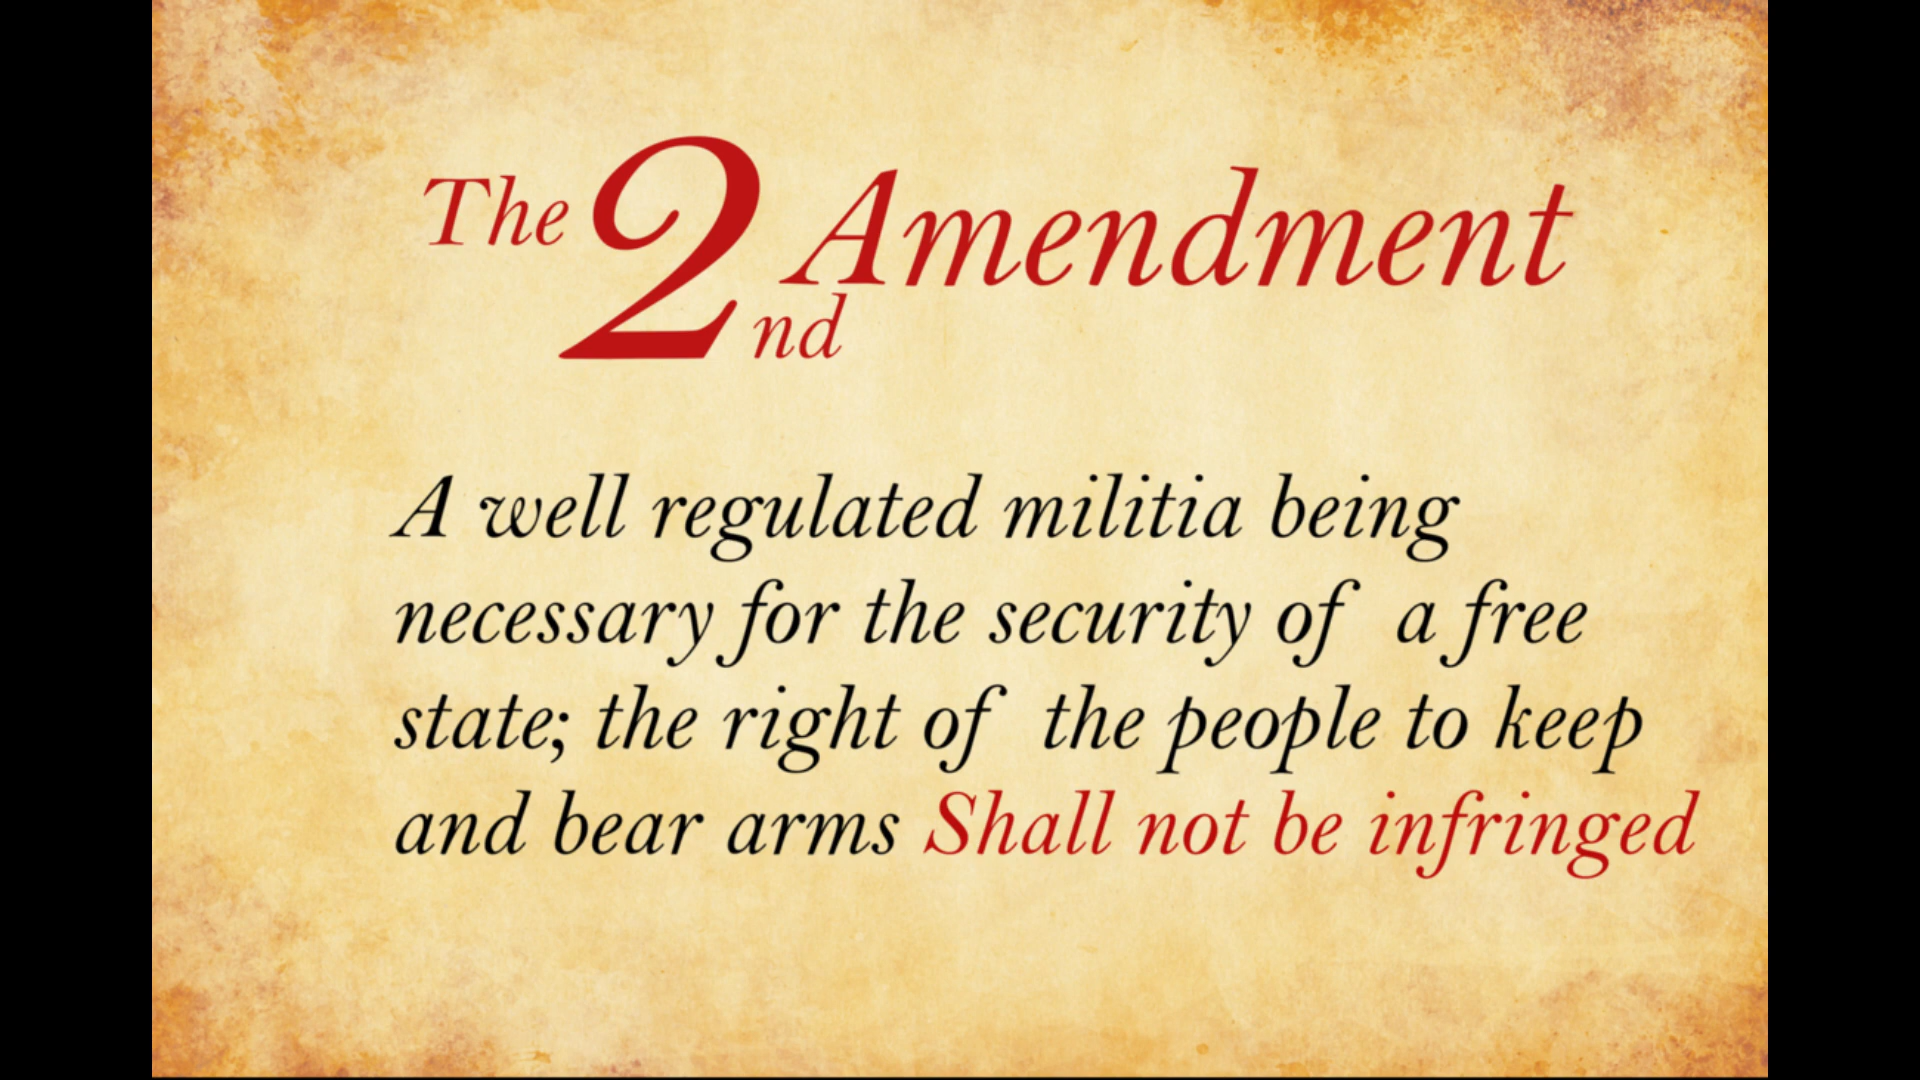 The 2nd Amendment
A well regulated militia being
necessary for the security of a free
state; the right of the people to keep
and bear arms Shall not be infringed